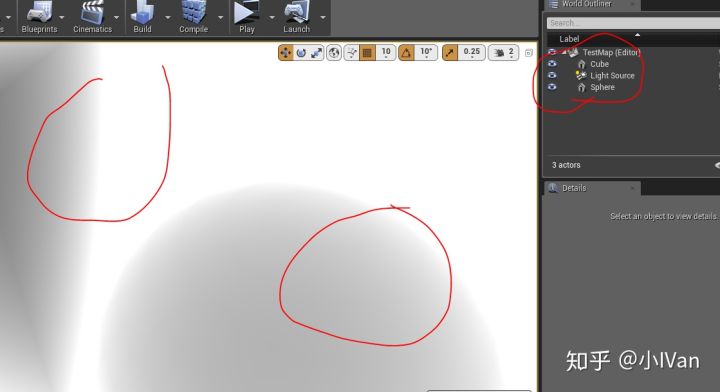 Blueprints
Cinematics
Build
Compile
Play
Launch
10
10°
0.25
2
World Outliner
Search...
Label
TestMap (Editor)
Cube
Light Source
Sphere
3 actors
Details
Select an object to view details.
知乎 @小IVan